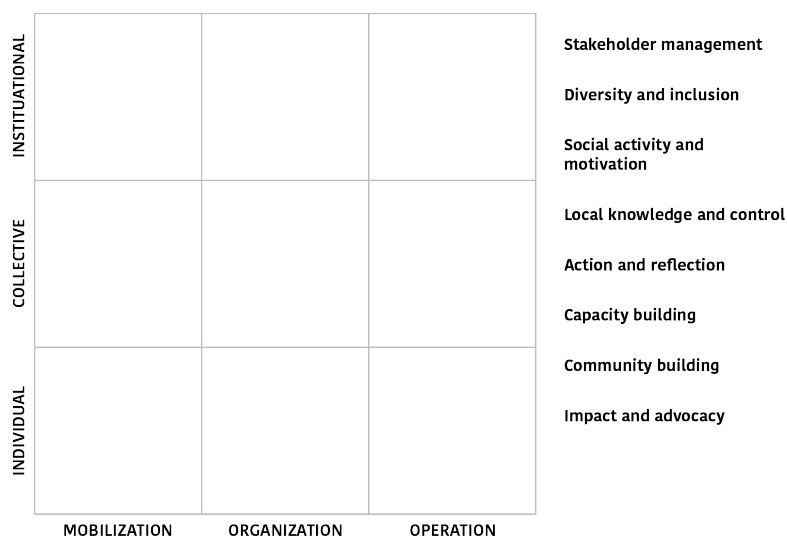 INSTITUATIONAL
COLLECTIVE
INDIVIDUAL
MOBILIZATION
ORGANIZATION
OPERATION
Stakeholder management
Diversity and inclusion
Social activity and
motivation
Local knowledge and control
Action and reflection
Capacity building
Community building
Impact and advocacy